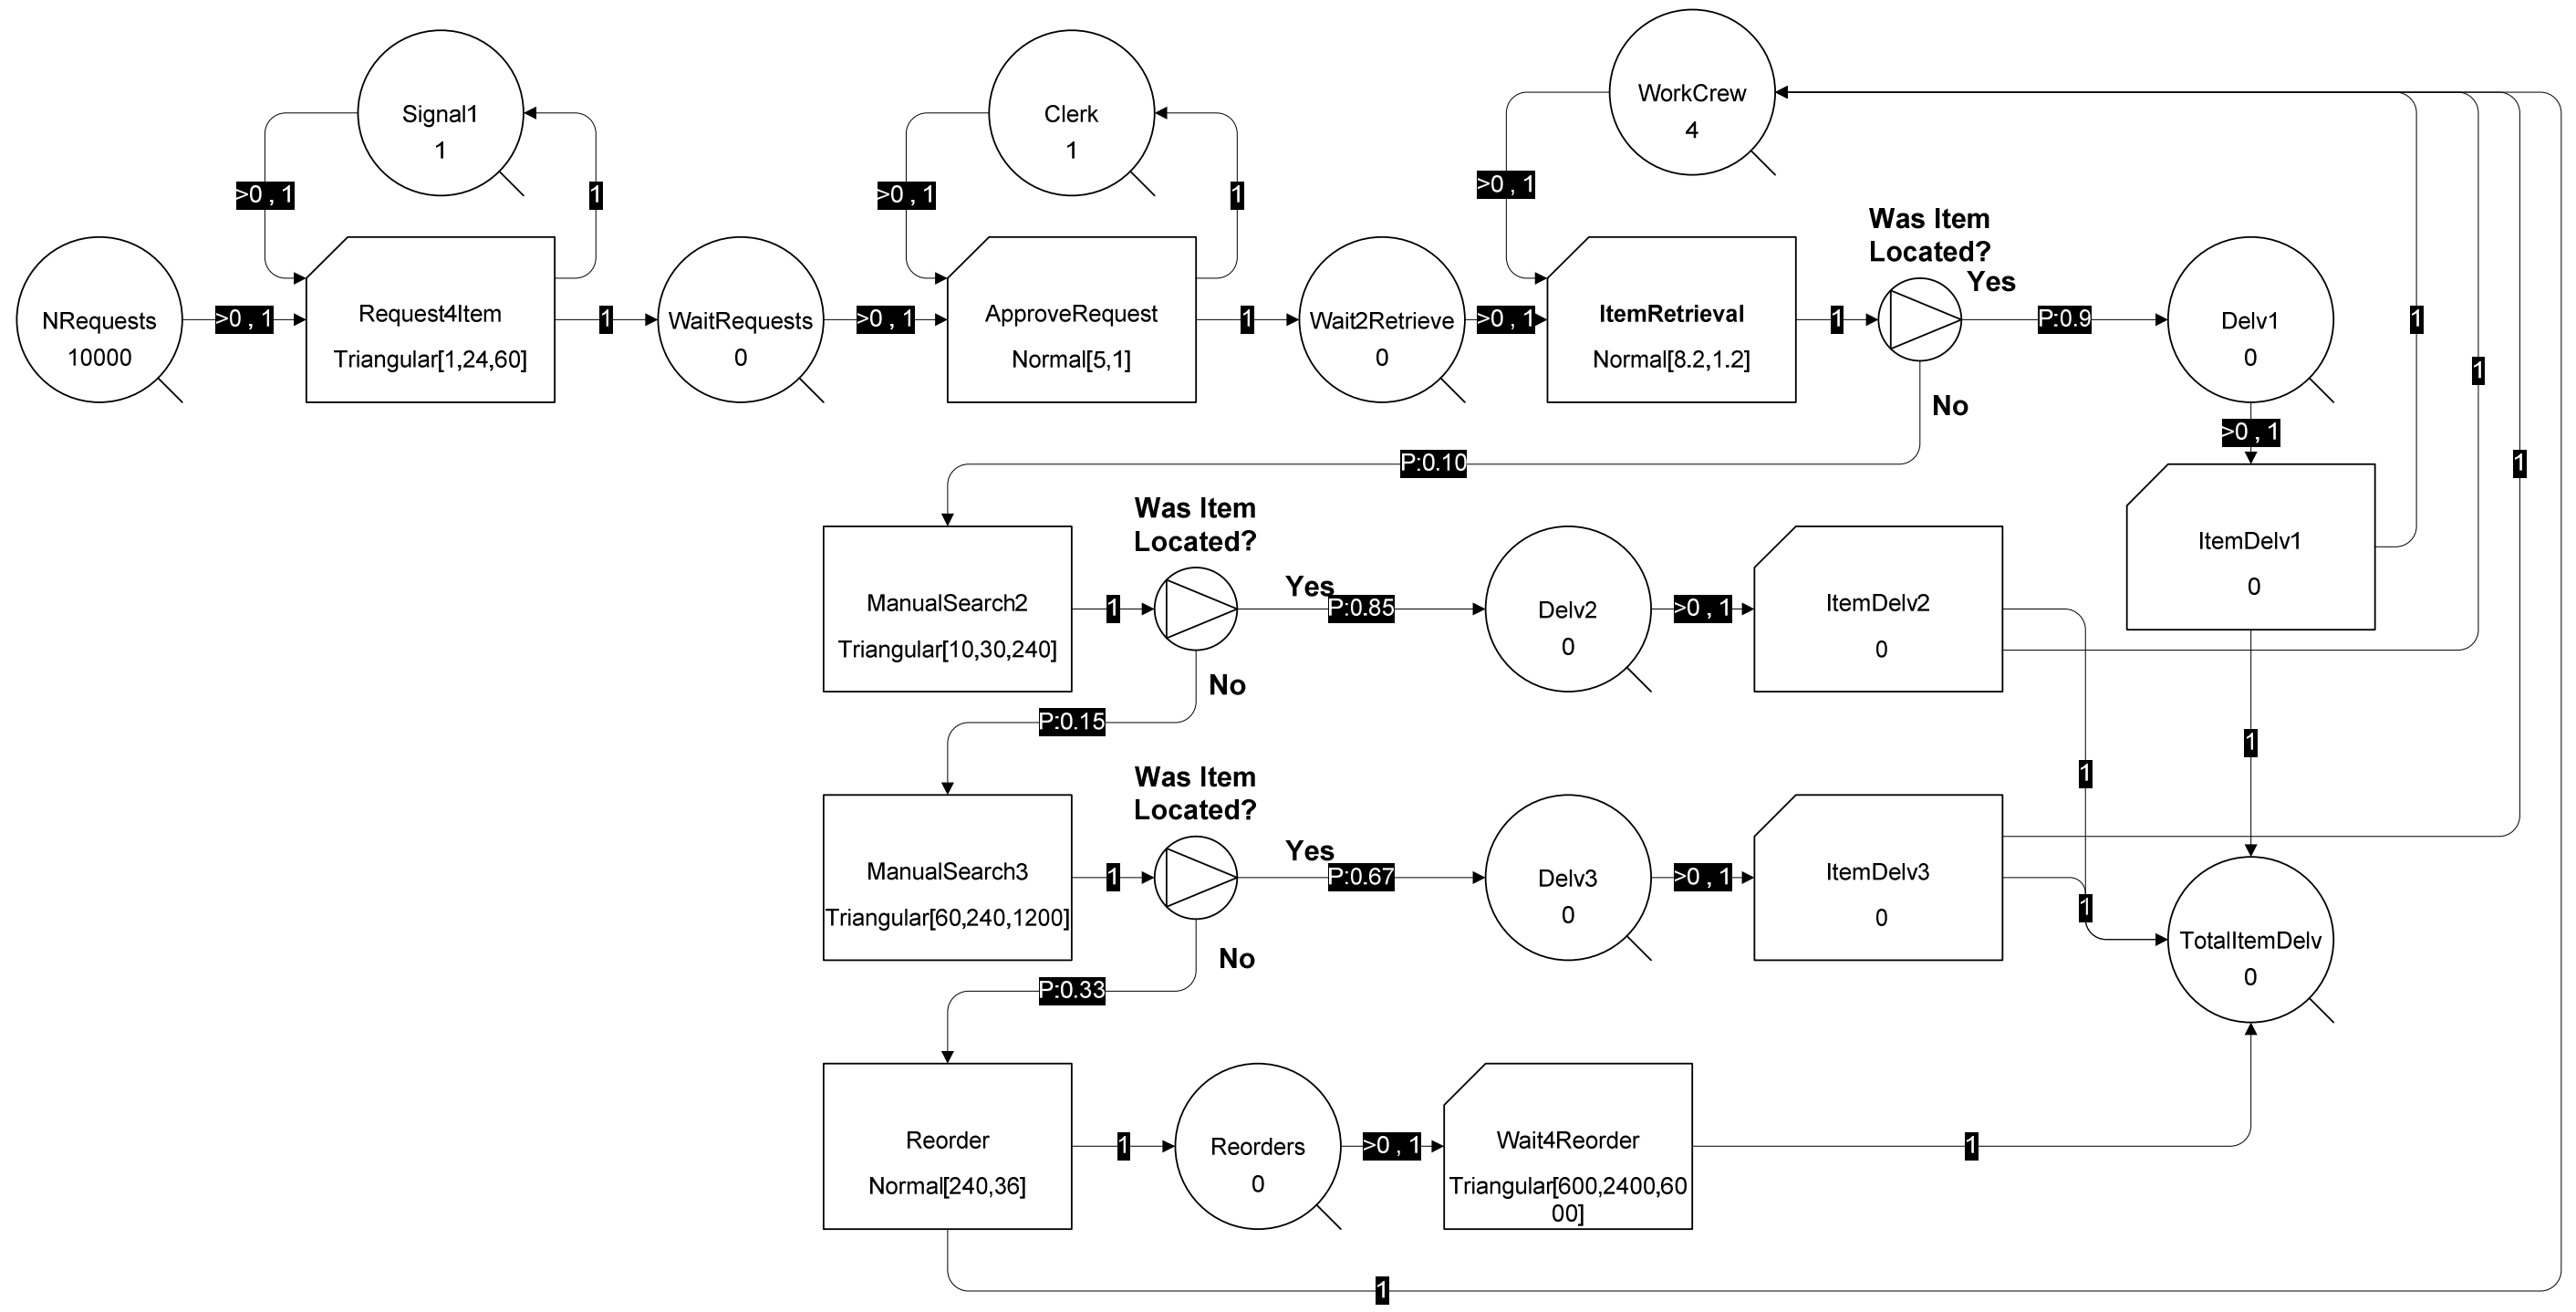 Signal1
1
Clerk
1
WorkCrew
4
>0 , 1
1
>0 , 1
1
>0 , 1
NRequests
10000
>0 , 1
Request4Item
Triangular[1,24,60]
1
WaitRequests
0
>0 , 1
ApproveRequest
Normal[5,1]
1
Wait2Retrieve
0
>0 , 1
ItemRetrieval
Normal[8.2,1.2]
1
Was Item
Located?
Yes
P:0.9
Delv1
0
1
1
1
No
P:0.10
>0 , 1
ItemDelv1
0
1
ManualSearch2
Triangular[10,30,240]
1
Was Item
Located?
Yes
P:0.85
Delv2
0
>0 , 1
ItemDelv2
0
1
No
P:0.15
ManualSearch3
Triangular[60,240,1200]
1
Was Item
Located?
Yes
P:0.67
Delv3
0
>0 , 1
ItemDelv3
0
1
TotalItemDelv
0
No
P:0.33
Reorder
Normal[240,36]
1
Reorders
0
>0 , 1
Wait4Reorder
Triangular[600,2400,60
00]
1
1